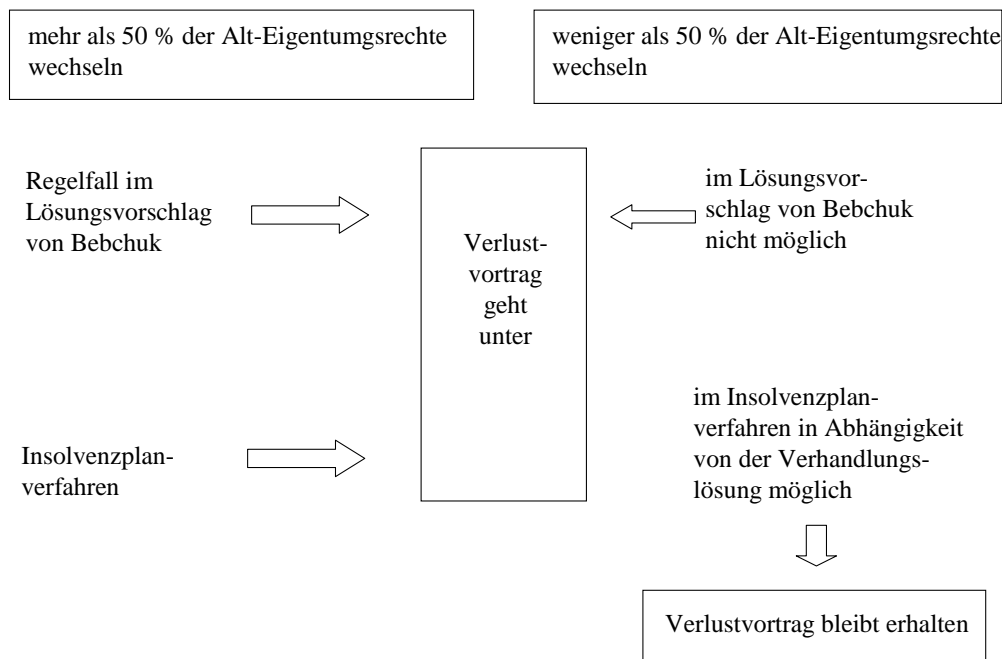 mehr als 50 % der Alt-Eigentumgsrechte
wechseln
weniger als 50 % der Alt-Eigentumgsrechte
wechseln
Regelfall im
Lösungsvorschlag
von Bebchuk
Verlust-
vortrag
geht
unter
im Lösungsvor-
schlag von Bebchuk
nicht möglich
Insolvenzplan-
verfahren
im Insolvenzplan-
verfahren in Abhängigkeit
von der Verhandlungs-
lösung möglich
Verlustvortrag bleibt erhalten